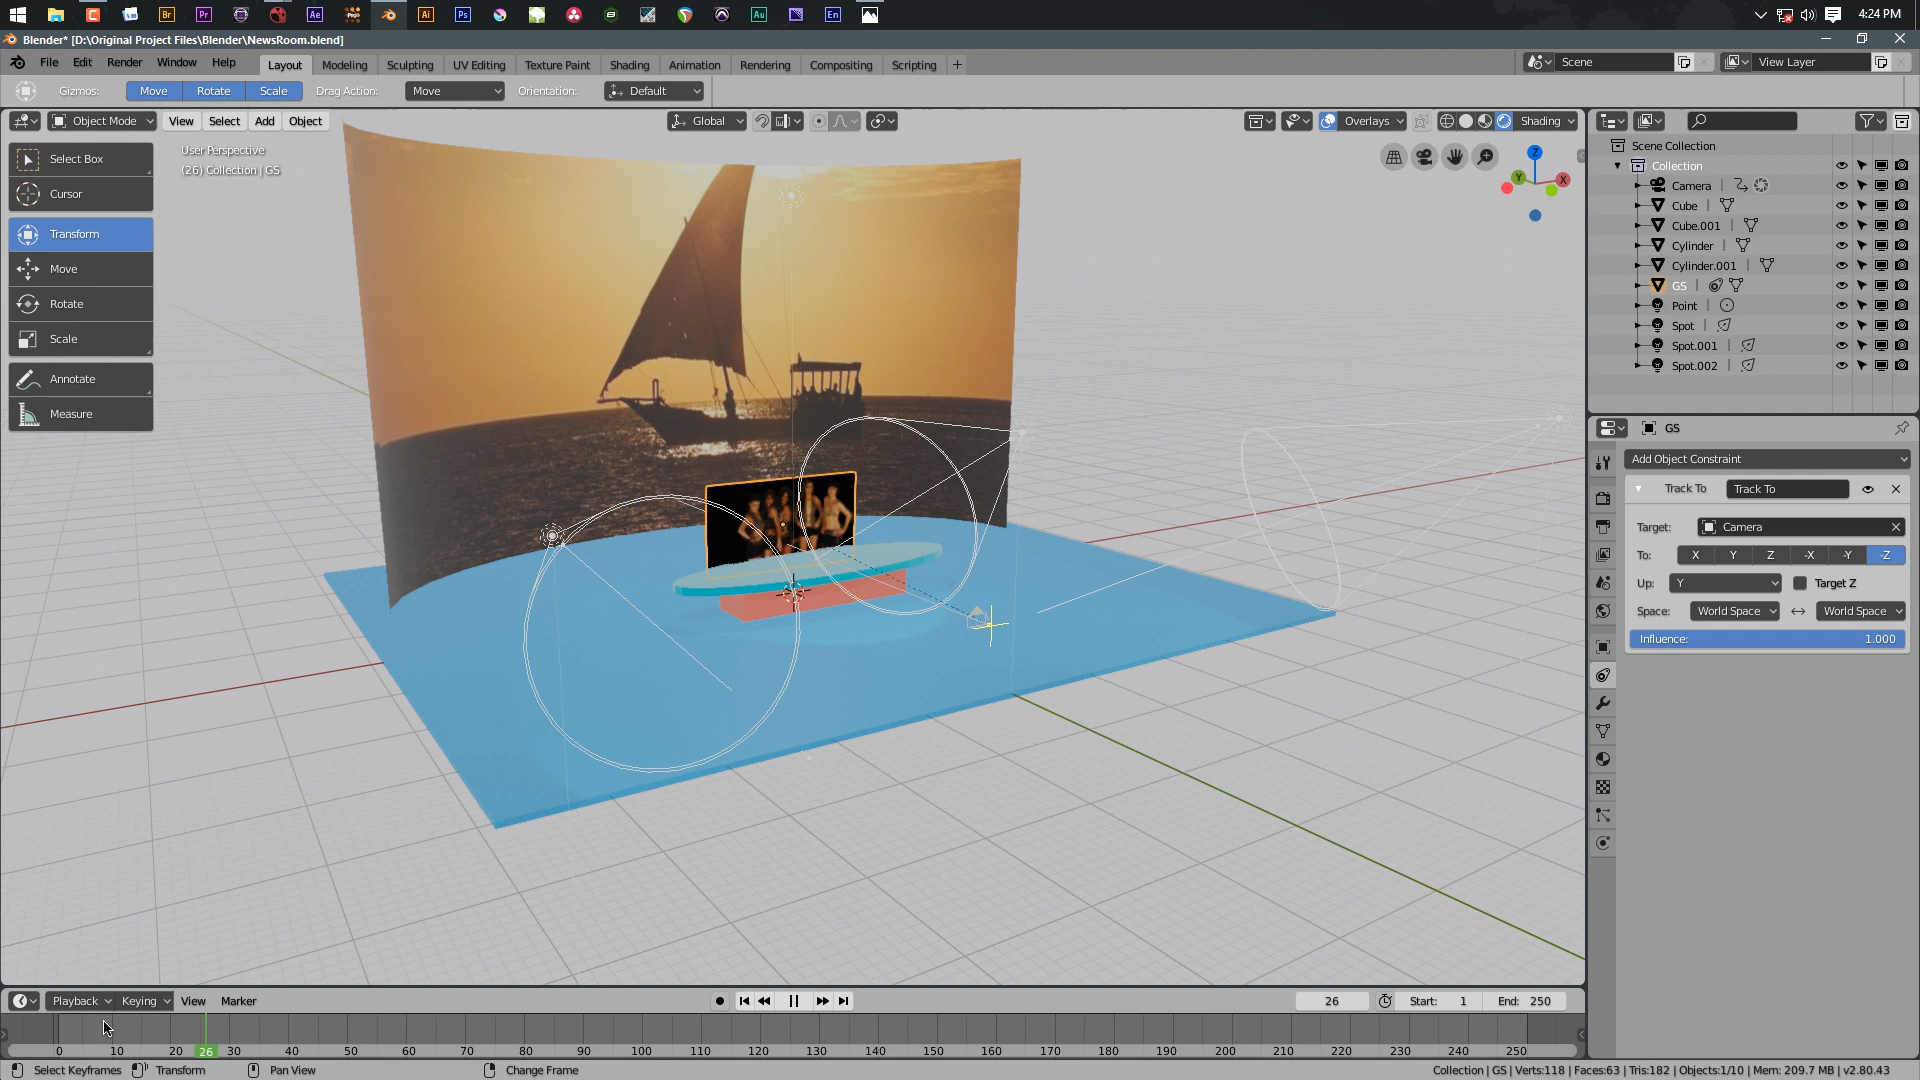 Br Pr Ae Ai Ps Au En 4:24 PM
Blender* [D:\Original Project Files\Blender\NewsRoom.blend]
File Edit Render Window Help Layout Modeling Sculpting UV Editing Texture Paint Shading Animation Rendering Compositing Scripting + Scene View Layer
Gizmos: Move Rotate Scale Drag Action: Move Orientation: Default
Object Mode View Select Add Object Global Overlays Shading
User Perspective
(26) Collection | GS
Select Box
Cursor
Transform
Move
Rotate
Scale
Annotate
Measure
Z
Y
X
Scene Collection
Collection
Camera
Cube
Cube.001
Cylinder
Cylinder.001
GS
Point
Spot
Spot.001
Spot.002
GS
Add Object Constraint
Track To Track To
Target: Camera
To: X Y Z -X -Y -Z
Up: Y Target Z
Space: World Space World Space
Influence: 1.000
Playback Keying View Marker 26 Start: 1 End: 250
0 10 20 26 30 40 50 60 70 80 90 100 110 120 130 140 150 160 170 180 190 200 210 220 230 240 250
Select Keyframes Transform Pan View Change Frame Collection | GS | Verts:118 | Faces:63 | Tris:182 | Objects:1/10 | Mem: 209.7 MB | v2.80.43